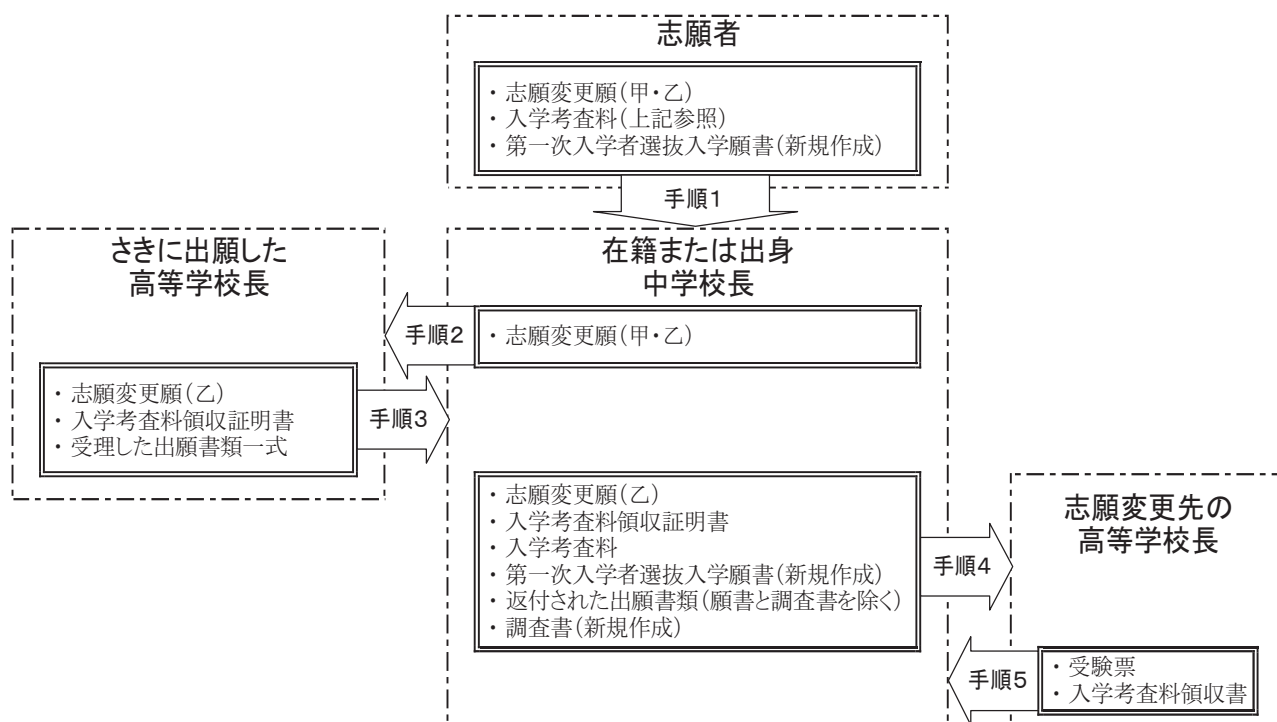 志願者
・ 志願変更願(甲・乙)
・ 入学考査料(上記参照)
・ 第一次入学者選抜入学願書(新規作成)
手順1
さきに出願した
高等学校長
在籍または出身
中学校長
手順2
・ 志願変更願(甲・乙)
・ 志願変更願(乙)
・ 入学考査料領収証明書
・ 受理した出願書類一式
手順3
・ 志願変更願(乙)
・ 入学考査料領収証明書
・ 入学考査料
・ 第一次入学者選抜入学願書(新規作成)
・ 返付された出願書類(願書と調査書を除く)
・ 調査書(新規作成)
手順4
志願変更先の
高等学校長
手順5
・ 受験票
・ 入学考査料領収書